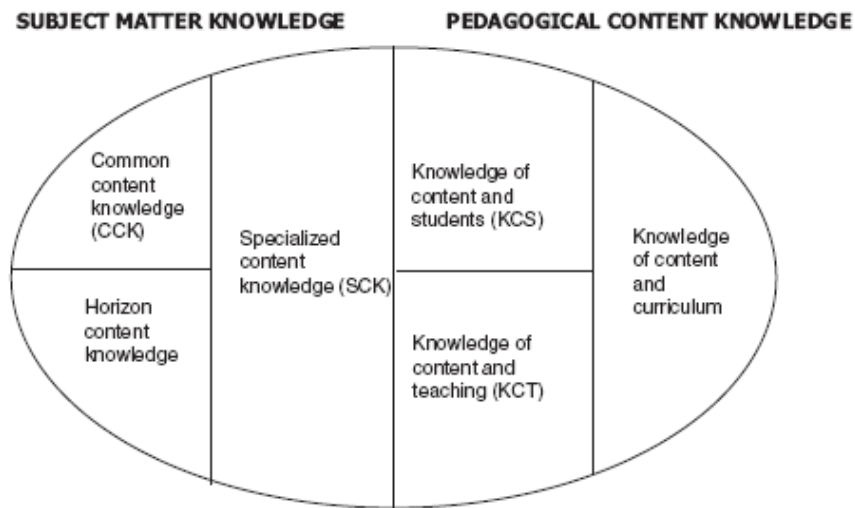 SUBJECT MATTER KNOWLEDGE
PEDAGOGICAL CONTENT KNOWLEDGE
Common
content
knowledge
(CCK)
Horizon
content
knowledge
Specialized
content
knowledge (SCK)
Knowledge of
content and
students (KCS)
Knowledge of
content and
teaching (KCT)
Knowledge
of content
and
curriculum